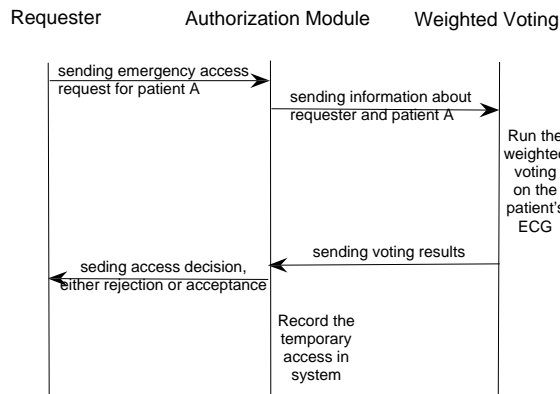 Requester Authorization Module Weighted Voting
sending emergency access
request for patient A
sending information about
requester and patient A
Run the
weighted
voting
on the
patient's
ECG
sending voting results
seding access decision,
either rejection or acceptance
Record the
temporary
access in
system